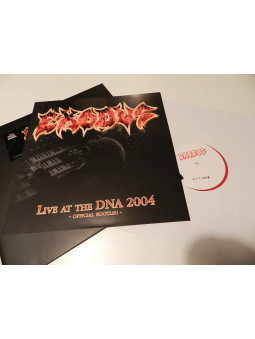 EXODUS
LIVE AT THE DNA 2004
- OFFICIAL BOOTLEG -
EXODUS